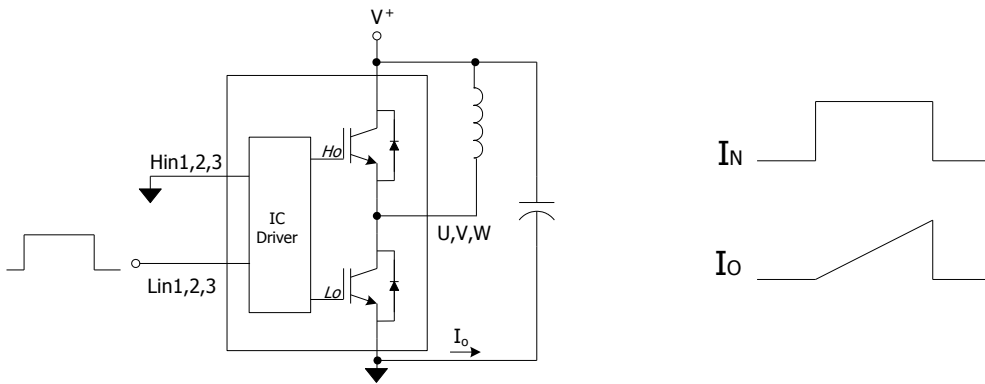 V+
Hin1,2,3
Ho
IC
Driver
U,V,W
Lin1,2,3
Lo
Io
IN
IO